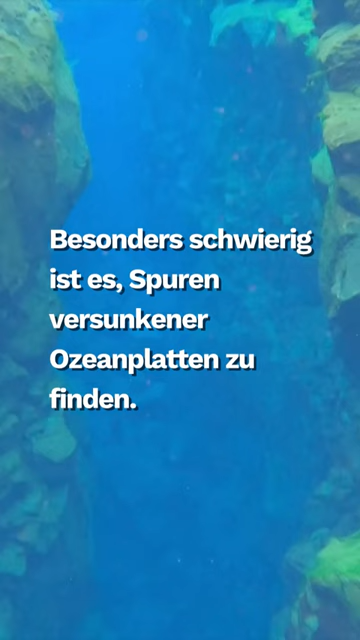 Besonders schwierig
ist es, Spuren
versunkener
Ozeanplatten zu
finden.